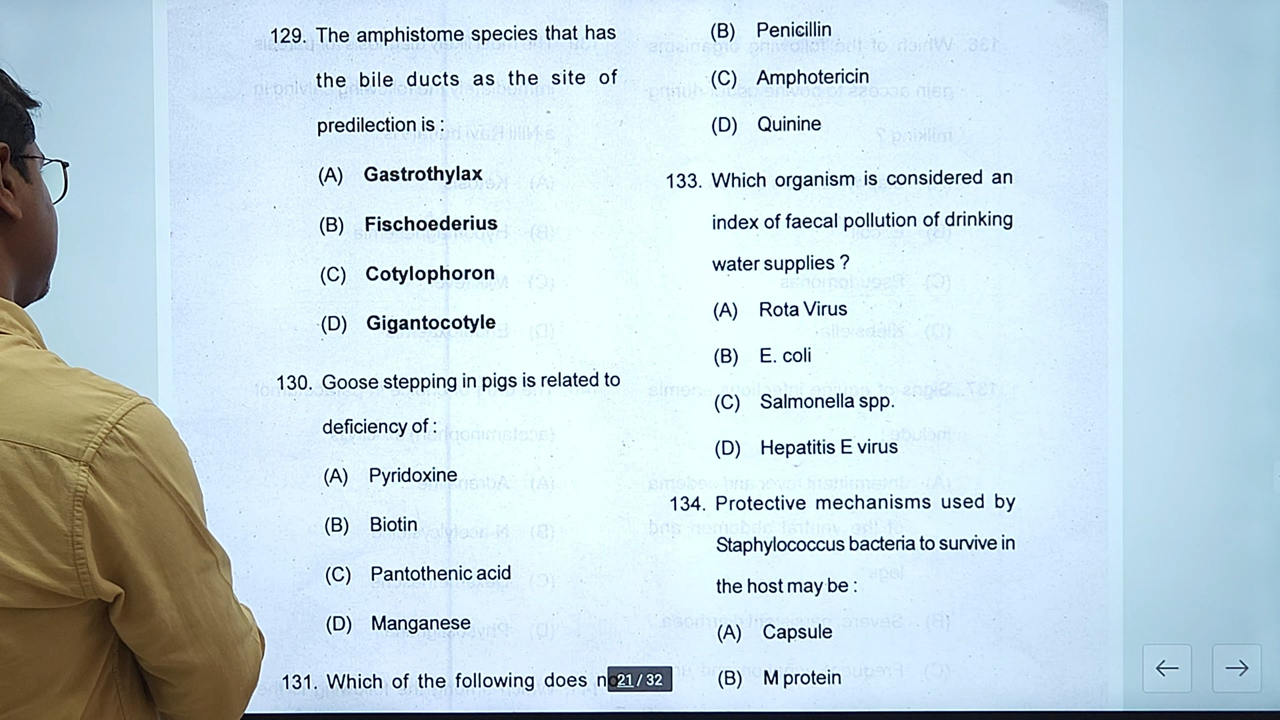 129. The amphistome species that has
the bile ducts as the site of
predilection is :
(A) Gastrothylax
(B) Fischoederius
(C) Cotylophoron
(D) Gigantocotyle
130. Goose stepping in pigs is related to
deficiency of :
(A) Pyridoxine
(B) Biotin
(C) Pantothenic acid
(D) Manganese
131. Which of the following does
21 / 32
(B) Penicillin
(C) Amphotericin
(D) Quinine
133. Which organism is considered an
index of faecal pollution of drinking
water supplies ?
(A) Rota Virus
(B) E. coli
(C) Salmonella spp.
(D) Hepatitis E virus
134. Protective mechanisms used by
Staphylococcus bacteria to survive in
the host may be :
(A) Capsule
(B) M protein